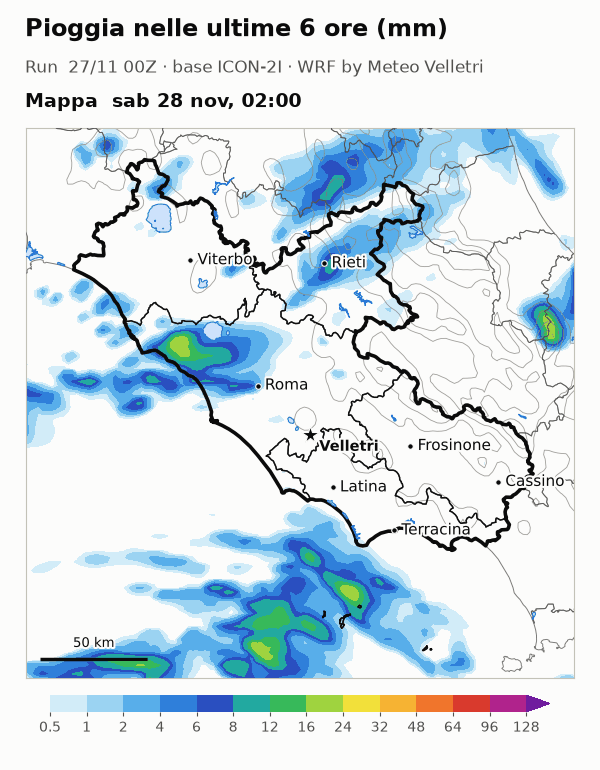 Pioggia nelle ultime 6 ore (mm)
Run  27/11 00Z · base ICON-2I · WRF by Meteo Velletri
Mappa  sab 28 nov, 02:00
Viterbo
Rieti
Roma
Velletri
Frosinone
Cassino
Latina
Terracina
50 km
0.5 1 2 4 6 8 12 16 24 32 48 64 96 128